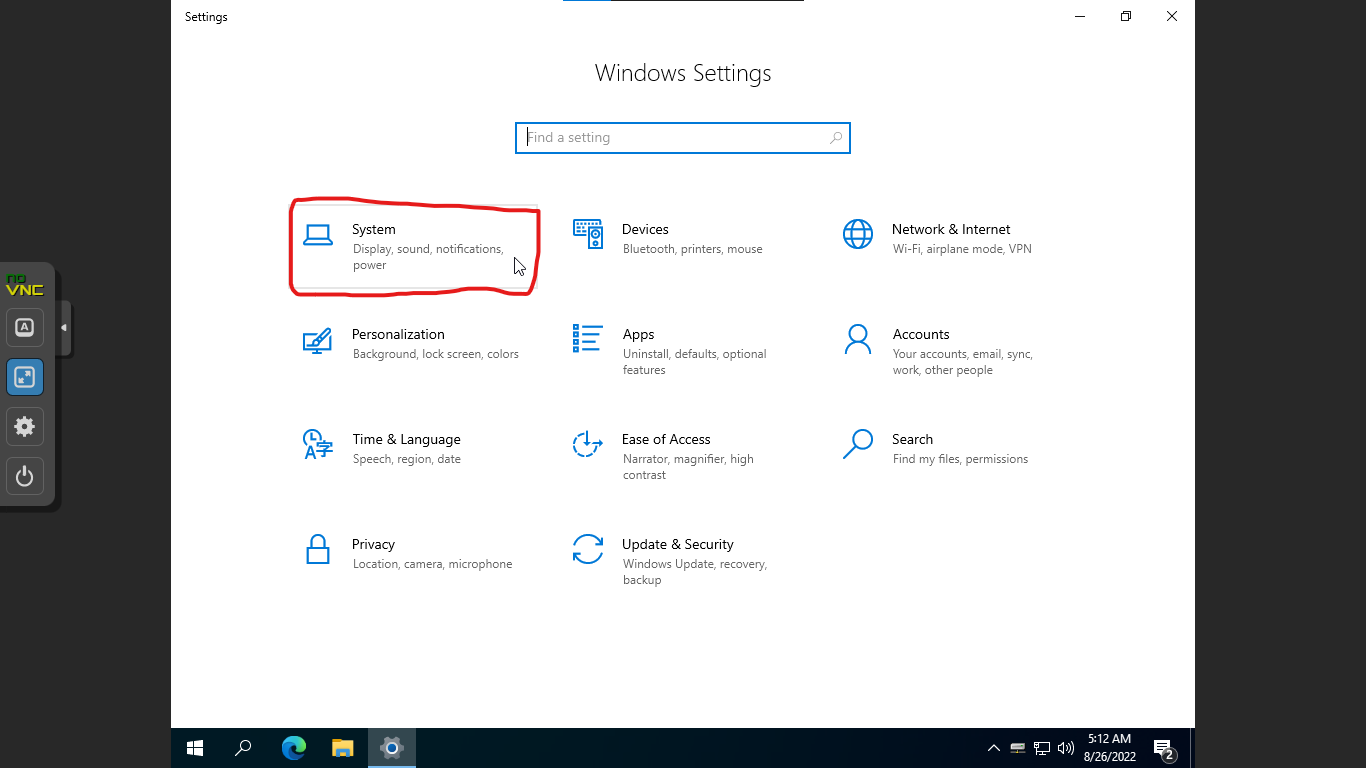 Settings
Windows Settings
Find a setting
System
Display, sound, notifications,
power
Devices
Bluetooth, printers, mouse
Network & Internet
Wi-Fi, airplane mode, VPN
Personalization
Background, lock screen, colors
Apps
Uninstall, defaults, optional
features
Accounts
Your accounts, email, sync,
work, other people
Time & Language
Speech, region, date
Ease of Access
Narrator, magnifier, high
contrast
Search
Find my files, permissions
Privacy
Location, camera, microphone
Update & Security
Windows Update, recovery,
backup
no
VNC
A
5:12 AM
8/26/2022
2